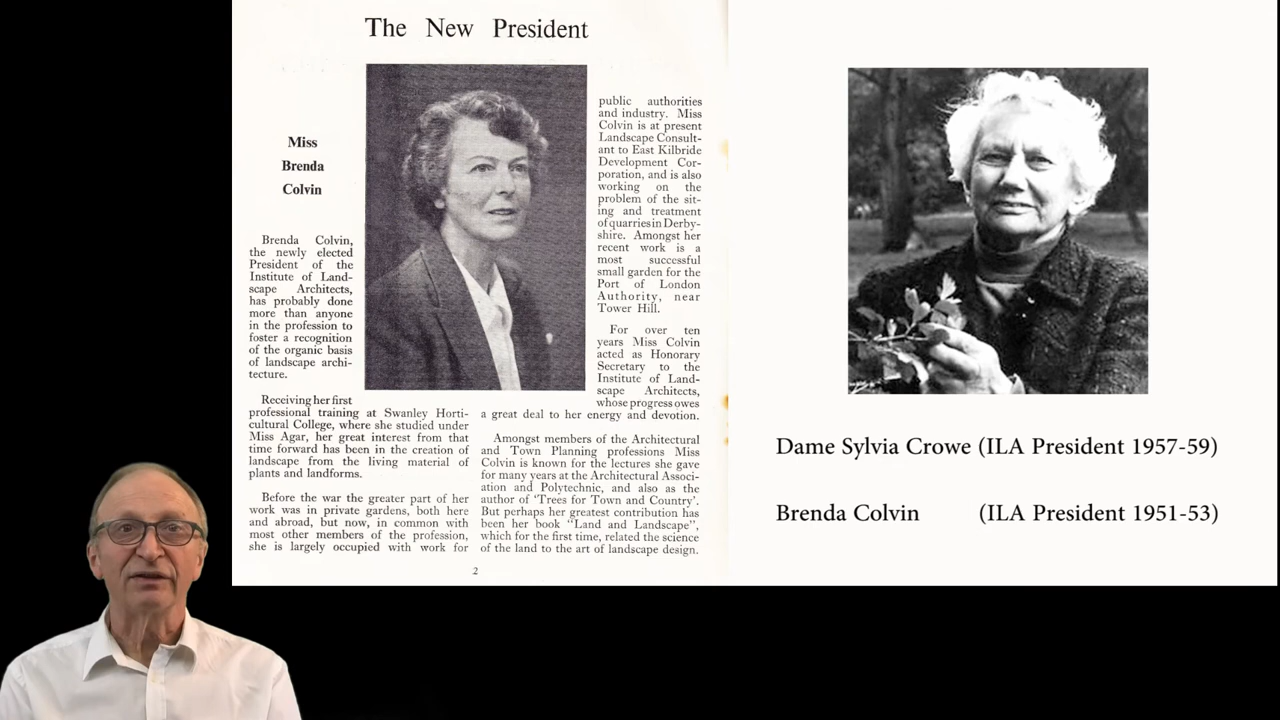 The New President
Miss
Brenda
Colvin
Brenda Colvin,
the newly elected
President of the
Institute of Land-
scape Architects,
has probably done
more than anyone
in the profession to
foster a recognition
of the organic basis
of landscape archi-
tecture.
Receiving her first
professional training at Swanley Horti-
cultural College, where she studied under
Miss Agar, her great interest from that
time forward has been in the creation of
landscape from the living material of
plants and landforms.
Before the war the greater part of her
work was in private gardens, both here
and abroad, but now, in common with
most other members of the profession,
she is largely occupied with work for
public authorities
and industry. Miss
Colvin is at present
Landscape Consult-
ant to East Kilbride
Development Cor-
poration, and is also
working on the
problem of the sit-
ing and treatment
of quarries in Derby-
shire. Amongst her
recent work is a
most successful
small garden for the
Port of London
Authority, near
Tower Hill.
For over ten
years Miss Colvin
acted as Honorary
Secretary to the
Institute of Land-
scape Architects,
whose progress owes
a great deal to her energy and devotion.
Amongst members of the Architectural
and Town Planning professions Miss
Colvin is known for the lectures she gave
for many years at the Architectural Associ-
ation and Polytechnic, and also as the
author of 'Trees for Town and Country'.
But perhaps her greatest contribution has
been her book "Land and Landscape",
which for the first time, related the science
of the land to the art of landscape design.
2
Dame Sylvia Crowe (ILA President 1957-59)
Brenda Colvin (ILA President 1951-53)